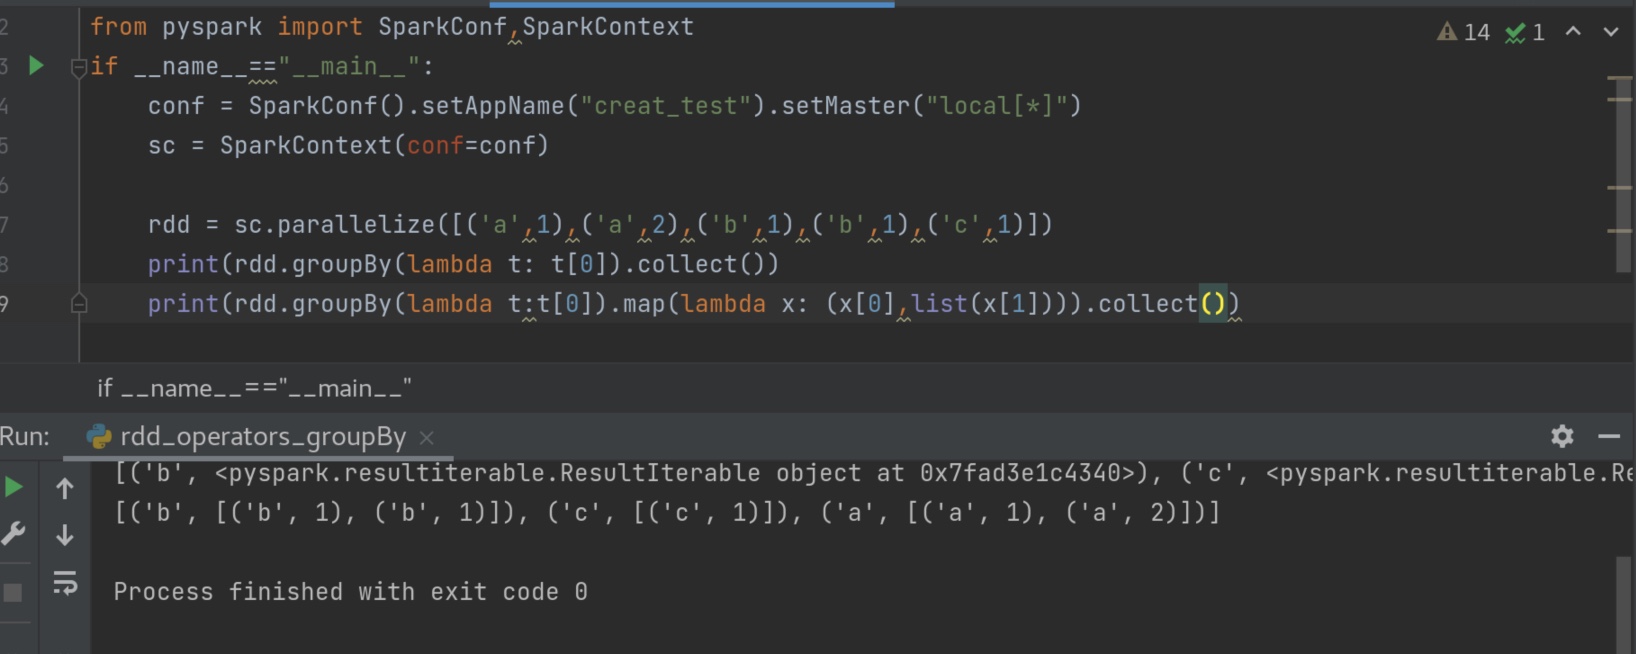 2 from pyspark import SparkConf,SparkContext
14 1
3 if __name__=="__main__":
4 conf = SparkConf().setAppName("creat_test").setMaster("local[*]")
5 sc = SparkContext(conf=conf)
6
7 rdd = sc.parallelize([('a',1),('a',2),('b',1),('b',1),('c',1)])
8 print(rdd.groupBy(lambda t: t[0]).collect())
9 print(rdd.groupBy(lambda t:t[0]).map(lambda x: (x[0],list(x[1]))).collect())
if __name__=="__main__"
Run: rdd_operators_groupBy
[('b', <pyspark.resultiterable.ResultIterable object at 0x7fad3e1c4340>), ('c', <pyspark.resultiterable.Re
[('b', [('b', 1), ('b', 1)]), ('c', [('c', 1)]), ('a', [('a', 1), ('a', 2)])]
Process finished with exit code 0